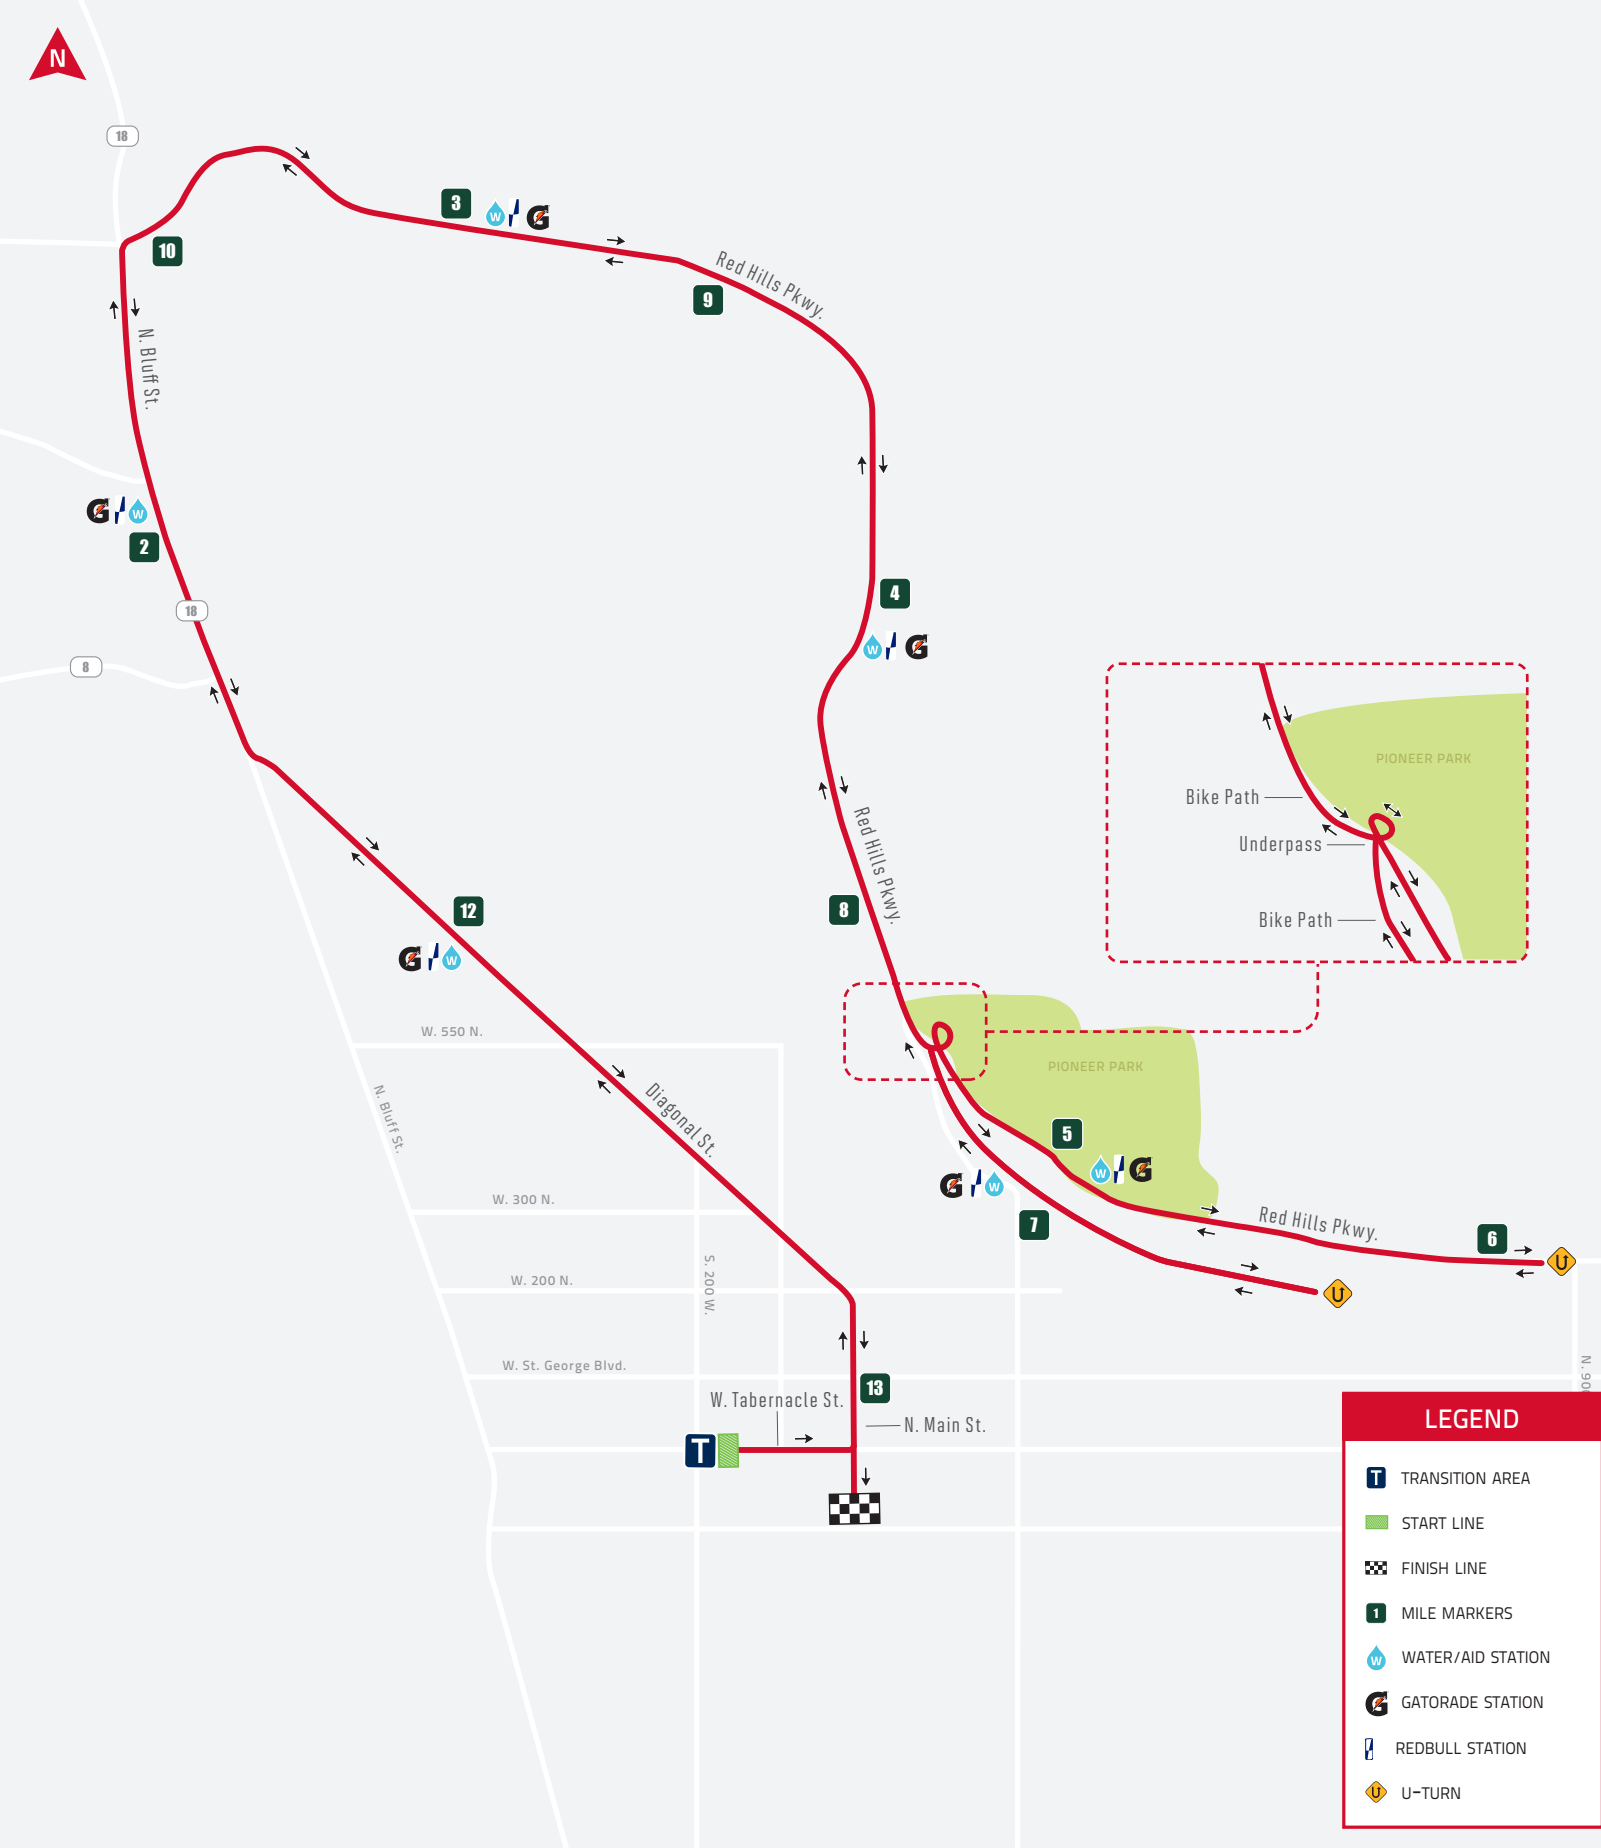 N
18
10
3
W
G
Red Hills Pkwy.
9
N. Bluff St.
G
W
2
18
8
4
W
G
PIONEER PARK
Bike Path
Underpass
Bike Path
Red Hills Pkwy.
8
12
G
W
W. 550 N.
PIONEER PARK
N. Bluff St.
Diagonal St.
5
W
G
G
W
7
Red Hills Pkwy.
6
U
U
W. 300 N.
S. 200 W.
W. 200 N.
W. St. George Blvd.
13
W. Tabernacle St.
N. Main St.
T
N. 900
LEGEND
T TRANSITION AREA
START LINE
FINISH LINE
1 MILE MARKERS
W WATER/AID STATION
G GATORADE STATION
REDBULL STATION
U U-TURN